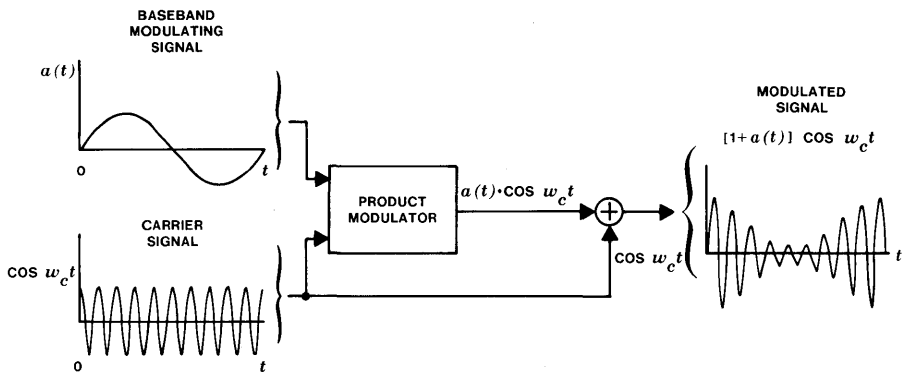 BASEBAND
MODULATING
SIGNAL
a(t)
0
t
CARRIER
SIGNAL
COS w_c t
0
t
PRODUCT
MODULATOR
a(t)·COS w_c t
+
COS w_c t
MODULATED
SIGNAL
[1+a(t)] COS w_c t
t